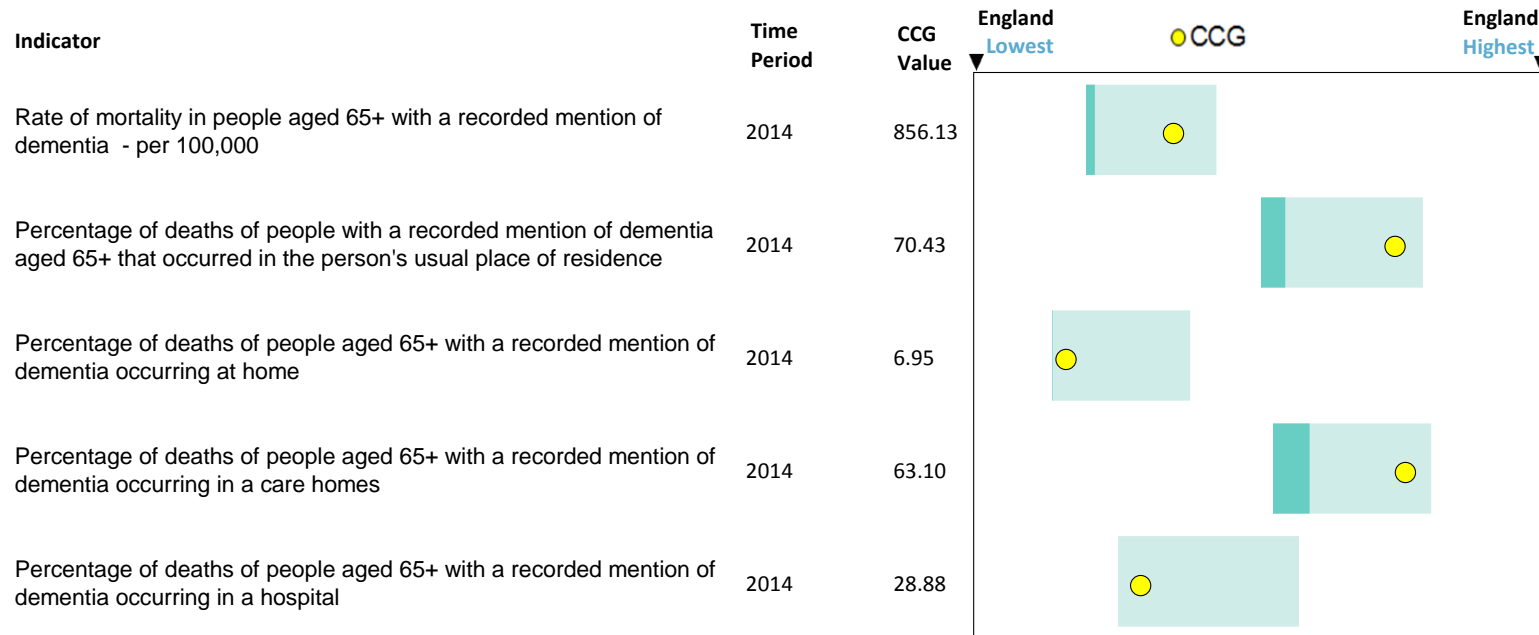 Indicator
Time
Period
CCG
Value
England
Lowest
CCG
England
Highest
Rate of mortality in people aged 65+ with a recorded mention of
dementia - per 100,000
2014
856.13
Percentage of deaths of people with a recorded mention of dementia
aged 65+ that occurred in the person's usual place of residence
2014
70.43
Percentage of deaths of people aged 65+ with a recorded mention of
dementia occurring at home
2014
6.95
Percentage of deaths of people aged 65+ with a recorded mention of
dementia occurring in a care homes
2014
63.10
Percentage of deaths of people aged 65+ with a recorded mention of
dementia occurring in a hospital
2014
28.88